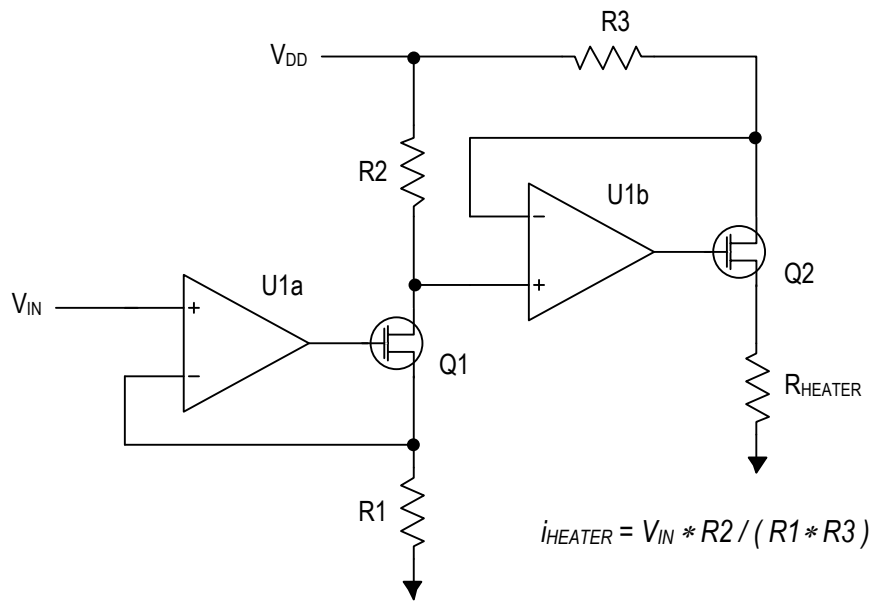 R3
VDD
R2
U1b
+
−
Q2
U1a
VIN
+
−
Q1
RHEATER
R1
iHEATER = VIN * R2 / ( R1 * R3 )